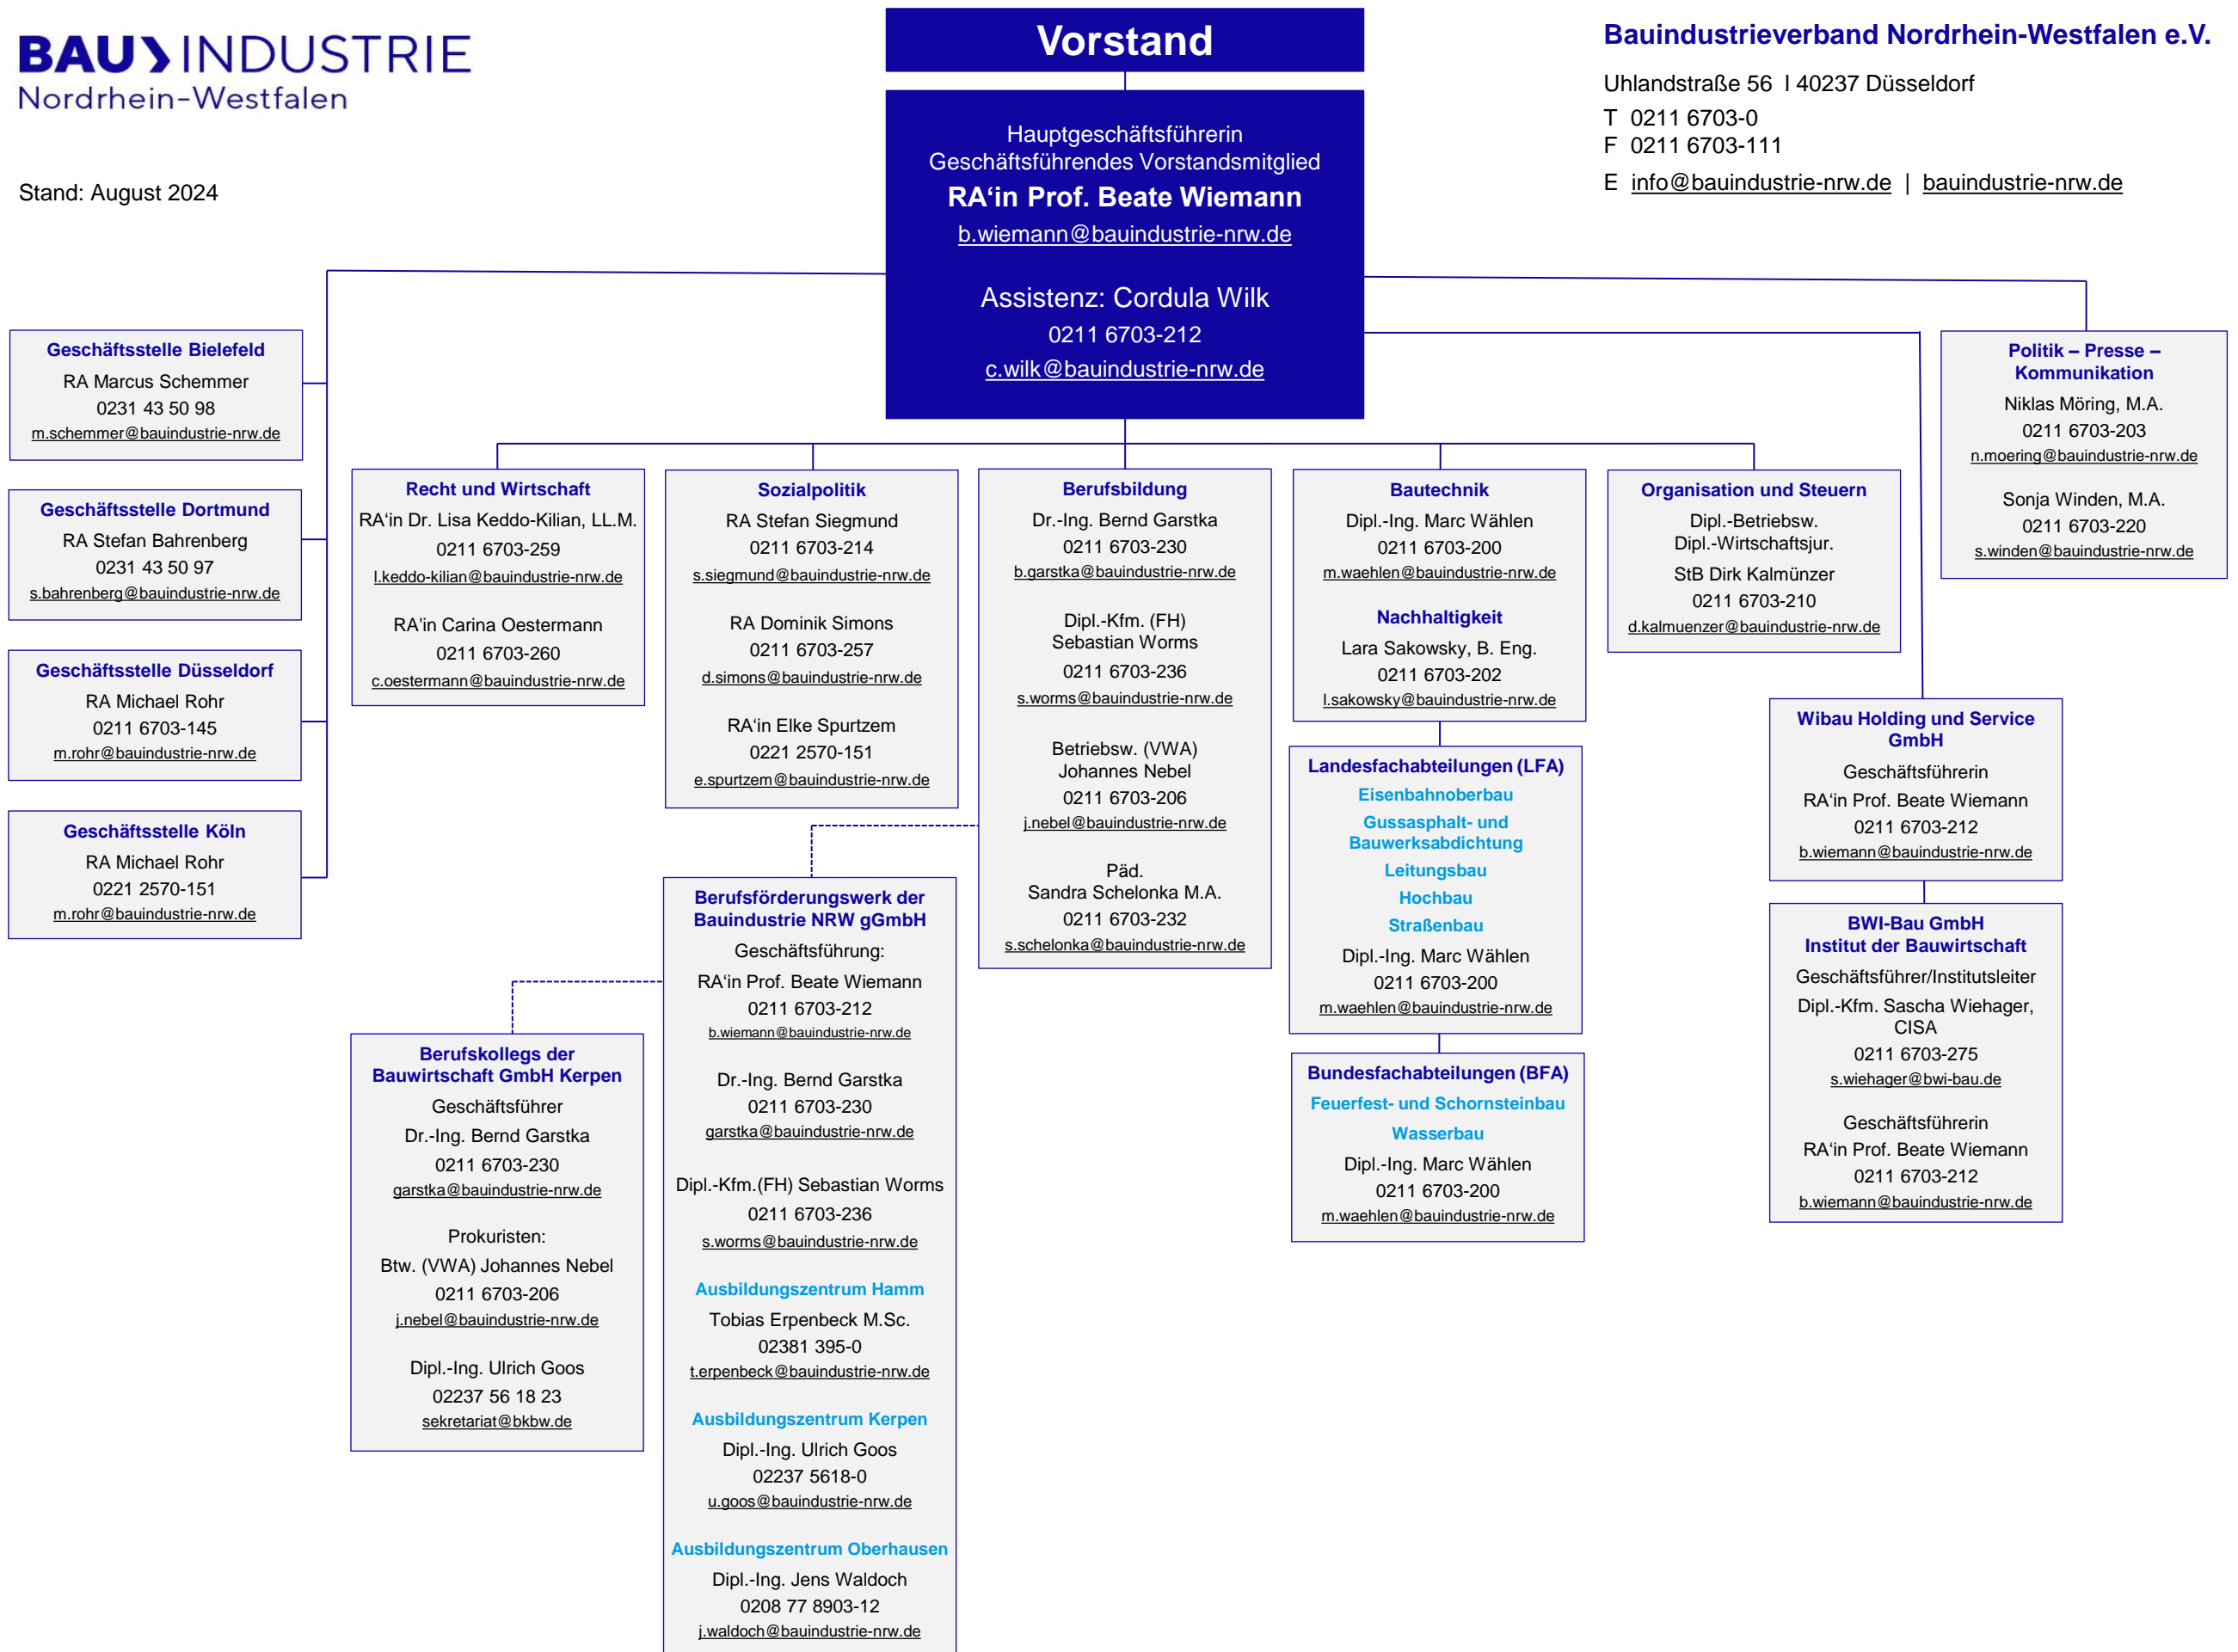 BAU INDUSTRIE
Nordrhein-Westfalen
Stand: August 2024
Vorstand
Hauptgeschäftsführerin
Geschäftsführendes Vorstandsmitglied
RA‘in Prof. Beate Wiemann
b.wiemann@bauindustrie-nrw.de
Assistenz: Cordula Wilk
0211 6703-212
c.wilk@bauindustrie-nrw.de
Bauindustrieverband Nordrhein-Westfalen e.V.
Uhlandstraße 56 l 40237 Düsseldorf
T 0211 6703-0
F 0211 6703-111
E info@bauindustrie-nrw.de | bauindustrie-nrw.de
Geschäftsstelle Bielefeld
RA Marcus Schemmer
0231 43 50 98
m.schemmer@bauindustrie-nrw.de
Geschäftsstelle Dortmund
RA Stefan Bahrenberg
0231 43 50 97
s.bahrenberg@bauindustrie-nrw.de
Geschäftsstelle Düsseldorf
RA Michael Rohr
0211 6703-145
m.rohr@bauindustrie-nrw.de
Geschäftsstelle Köln
RA Michael Rohr
0221 2570-151
m.rohr@bauindustrie-nrw.de
Recht und Wirtschaft
RA‘in Dr. Lisa Keddo-Kilian, LL.M.
0211 6703-259
l.keddo-kilian@bauindustrie-nrw.de
RA'in Carina Oestermann
0211 6703-260
c.oestermann@bauindustrie-nrw.de
Sozialpolitik
RA Stefan Siegmund
0211 6703-214
s.siegmund@bauindustrie-nrw.de
RA Dominik Simons
0211 6703-257
d.simons@bauindustrie-nrw.de
RA‘in Elke Spurtzem
0221 2570-151
e.spurtzem@bauindustrie-nrw.de
Berufsbildung
Dr.-Ing. Bernd Garstka
0211 6703-230
b.garstka@bauindustrie-nrw.de
Dipl.-Kfm. (FH)
Sebastian Worms
0211 6703-236
s.worms@bauindustrie-nrw.de
Betriebsw. (VWA)
Johannes Nebel
0211 6703-206
j.nebel@bauindustrie-nrw.de
Päd.
Sandra Schelonka M.A.
0211 6703-232
s.schelonka@bauindustrie-nrw.de
Bautechnik
Dipl.-Ing. Marc Wählen
0211 6703-200
m.waehlen@bauindustrie-nrw.de
Nachhaltigkeit
Lara Sakowsky, B. Eng.
0211 6703-202
l.sakowsky@bauindustrie-nrw.de
Organisation und Steuern
Dipl.-Betriebsw.
Dipl.-Wirtschaftsjur.
StB Dirk Kalmünzer
0211 6703-210
d.kalmuenzer@bauindustrie-nrw.de
Politik – Presse –
Kommunikation
Niklas Möring, M.A.
0211 6703-203
n.moering@bauindustrie-nrw.de
Sonja Winden, M.A.
0211 6703-220
s.winden@bauindustrie-nrw.de
Landesfachabteilungen (LFA)
Eisenbahnoberbau
Gussasphalt- und
Bauwerksabdichtung
Leitungsbau
Hochbau
Straßenbau
Dipl.-Ing. Marc Wählen
0211 6703-200
m.waehlen@bauindustrie-nrw.de
Bundesfachabteilungen (BFA)
Feuerfest- und Schornsteinbau
Wasserbau
Dipl.-Ing. Marc Wählen
0211 6703-200
m.waehlen@bauindustrie-nrw.de
Wibau Holding und Service
GmbH
Geschäftsführerin
RA‘in Prof. Beate Wiemann
0211 6703-212
b.wiemann@bauindustrie-nrw.de
BWI-Bau GmbH
Institut der Bauwirtschaft
Geschäftsführer/Institutsleiter
Dipl.-Kfm. Sascha Wiehager,
CISA
0211 6703-275
s.wiehager@bwi-bau.de
Geschäftsführerin
RA‘in Prof. Beate Wiemann
0211 6703-212
b.wiemann@bauindustrie-nrw.de
Berufsförderungswerk der
Bauindustrie NRW gGmbH
Geschäftsführung:
RA‘in Prof. Beate Wiemann
0211 6703-212
b.wiemann@bauindustrie-nrw.de
Dr.-Ing. Bernd Garstka
0211 6703-230
garstka@bauindustrie-nrw.de
Dipl.-Kfm.(FH) Sebastian Worms
0211 6703-236
s.worms@bauindustrie-nrw.de
Ausbildungszentrum Hamm
Tobias Erpenbeck M.Sc.
02381 395-0
t.erpenbeck@bauindustrie-nrw.de
Ausbildungszentrum Kerpen
Dipl.-Ing. Ulrich Goos
02237 5618-0
u.goos@bauindustrie-nrw.de
Ausbildungszentrum Oberhausen
Dipl.-Ing. Jens Waldoch
0208 77 8903-12
j.waldoch@bauindustrie-nrw.de
Berufskollegs der
Bauwirtschaft GmbH Kerpen
Geschäftsführer
Dr.-Ing. Bernd Garstka
0211 6703-230
garstka@bauindustrie-nrw.de
Prokuristen:
Btw. (VWA) Johannes Nebel
0211 6703-206
j.nebel@bauindustrie-nrw.de
Dipl.-Ing. Ulrich Goos
02237 56 18 23
sekretariat@bkbw.de